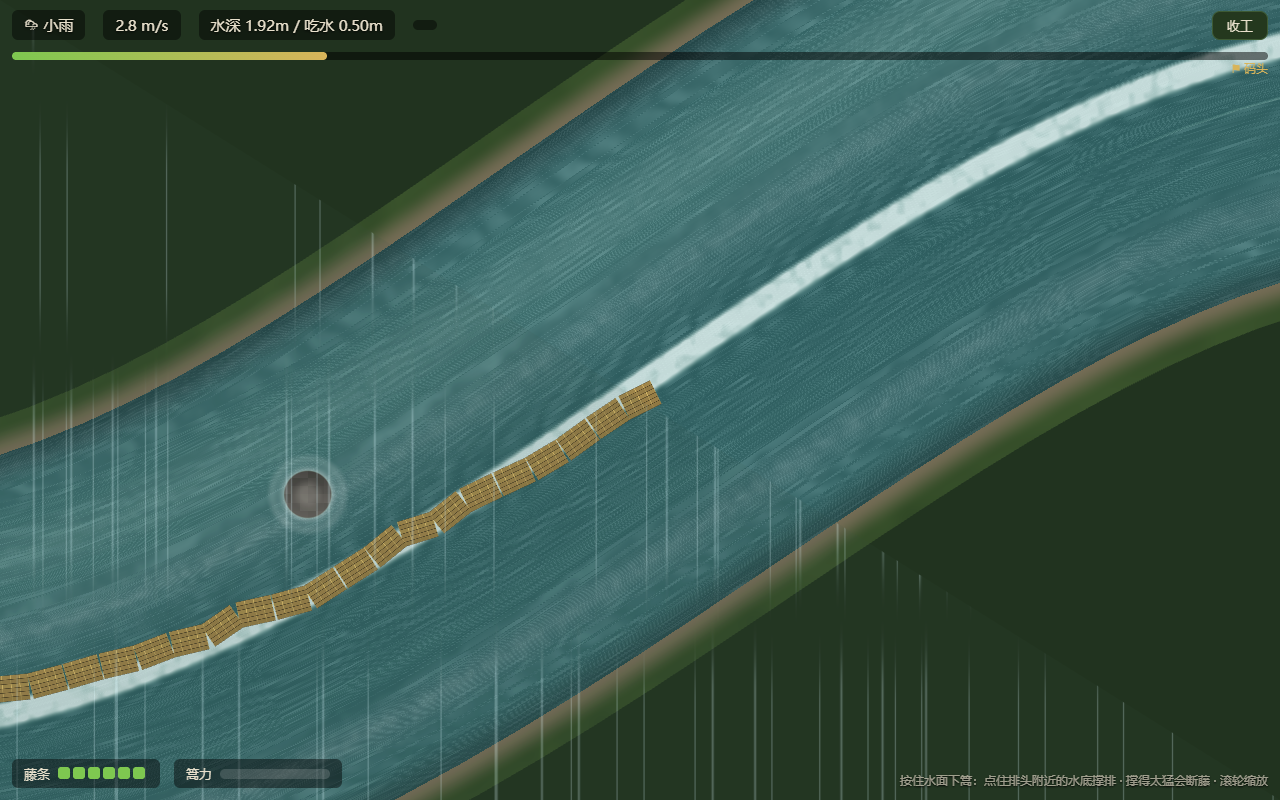 小雨
2.8 m/s
水深 1.92m / 吃水 0.50m
收工
码头
藤条
篙力
按住水面下篙：点住排头附近的水底撑排 · 撑得太猛会断藤 · 滚轮缩放